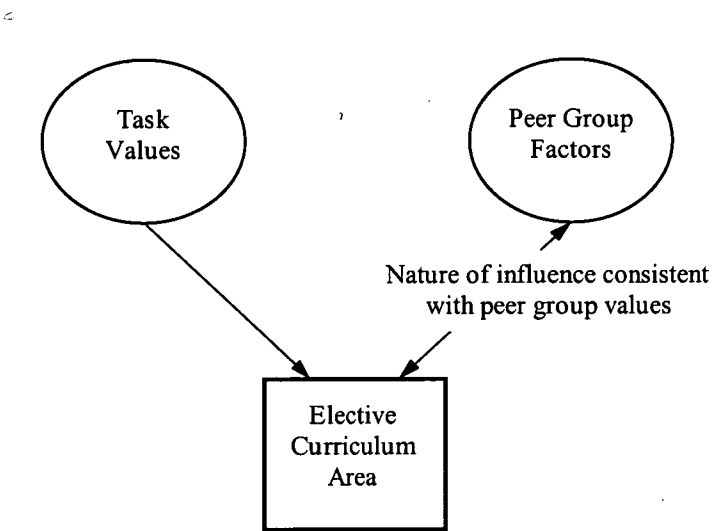 Task
Values
Peer Group
Factors
Nature of influence consistent
with peer group values
Elective
Curriculum
Area